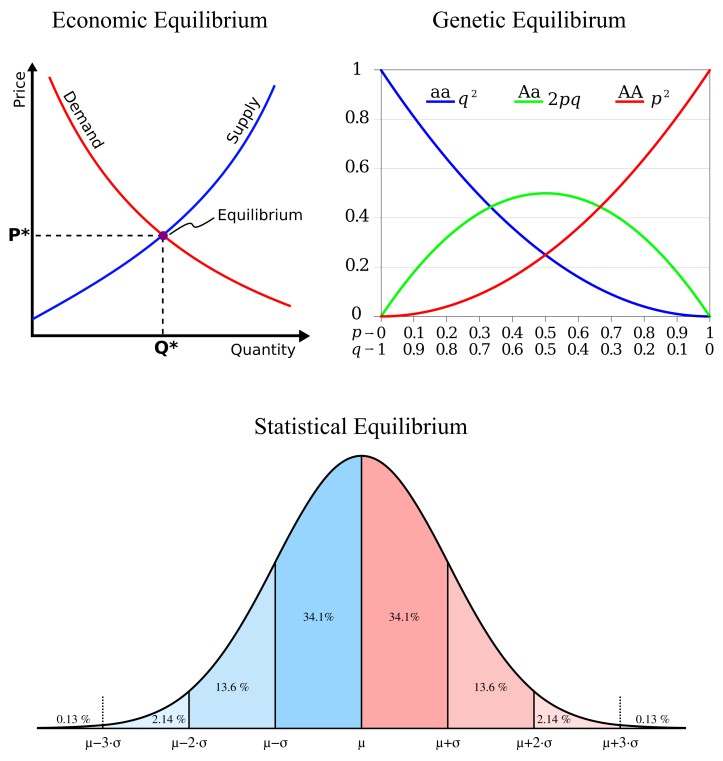 Economic Equilibrium
Price
Demand
Supply
Equilibrium
P*
Q*
Quantity
Genetic Equilibirum
aa q²
Aa 2pq
AA p²
1
0.8
0.6
0.4
0.2
0
p→0 0.1 0.2 0.3 0.4 0.5 0.6 0.7 0.8 0.9 1
q→1 0.9 0.8 0.7 0.6 0.5 0.4 0.3 0.2 0.1 0
Statistical Equilibrium
34.1% 34.1%
13.6 % 13.6 %
0.13 % 2.14 % 2.14 % 0.13 %
μ−3·σ μ−2·σ μ−σ μ μ+σ μ+2·σ μ+3·σ